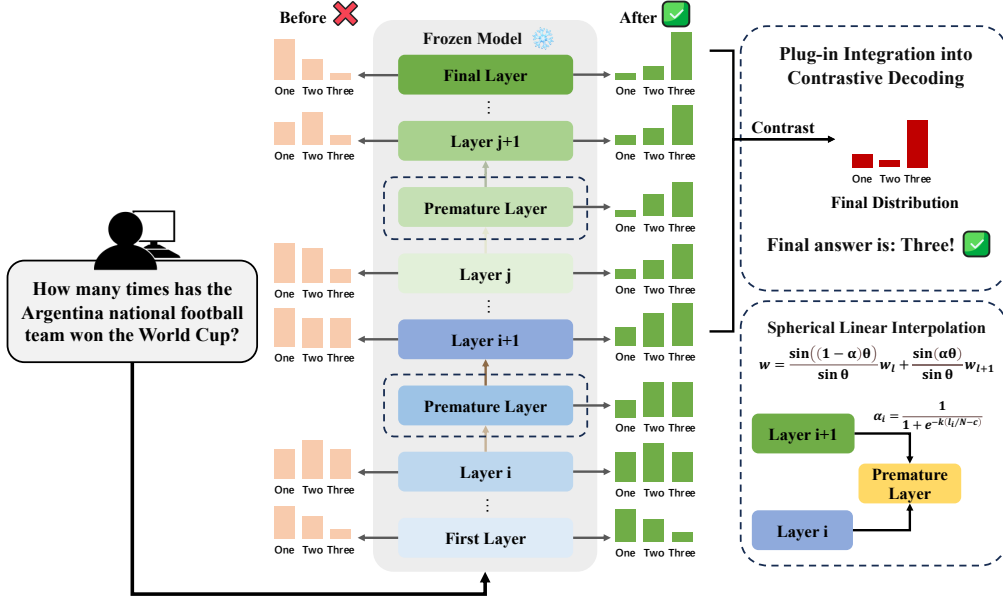 Before
After
Frozen Model
Final Layer
One Two Three
One Two Three
Layer j+1
One Two Three
One Two Three
Premature Layer
One Two Three
Layer j
One Two Three
One Two Three
Layer i+1
One Two Three
One Two Three
Premature Layer
One Two Three
Layer i
One Two Three
One Two Three
First Layer
One Two Three
One Two Three
How many times has the
Argentina national football
team won the World Cup?
Plug-in Integration into
Contrastive Decoding
Contrast
One Two Three
Final Distribution
Final answer is: Three!
Spherical Linear Interpolation
w = sin((1 − α)θ) / sin θ w_l + sin(αθ) / sin θ w_{l+1}
α_i = 1 / 1 + e^{−k(l_i/N−c)}
Layer i+1
Premature
Layer
Layer i